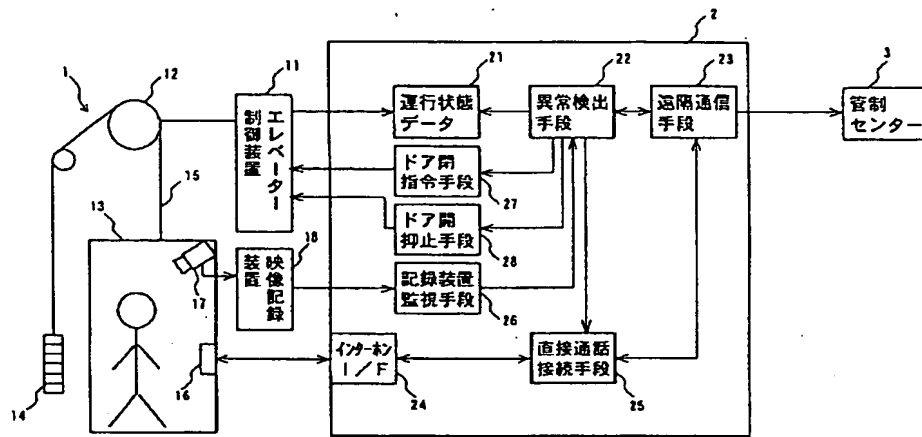 1
12
11
エレベーター
制御装置
15
13
17
18
映像記録
装置
14
16
2
21
運行状態
データ
22
異常検出
手段
23
遠隔通信
手段
3
管制
センター
ドア閉
指令手段
27
ドア開
抑止手段
28
記録装置
監視手段
26
インターホン
I/F
24
直接通話
接続手段
25